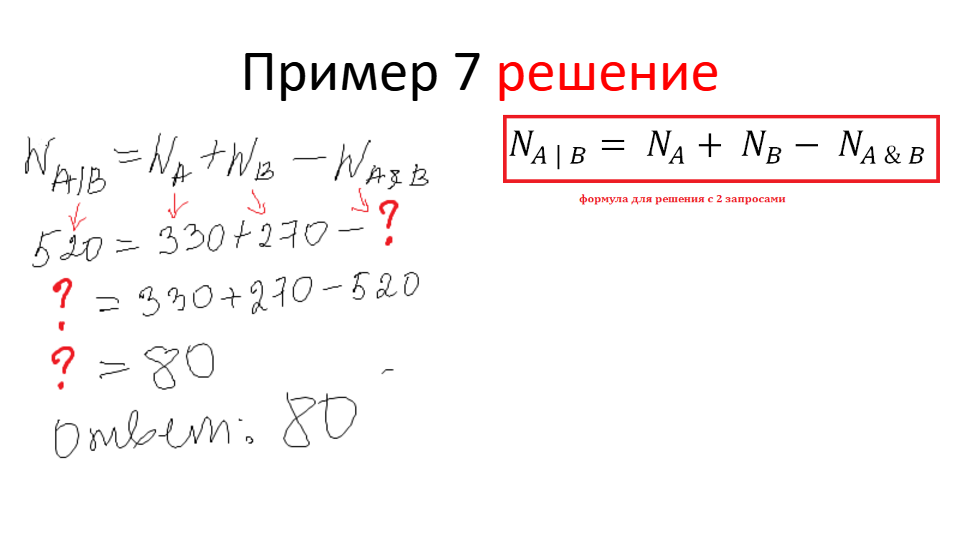 Пример 7 решение
N_{A|B} = N_A + N_B − N_{A & B}
формула для решения с 2 запросами
N_{A|B} = N_A + N_B − N_{A&B}
520 = 330 + 270 − ?
? = 330 + 270 − 520
? = 80
ответ: 80